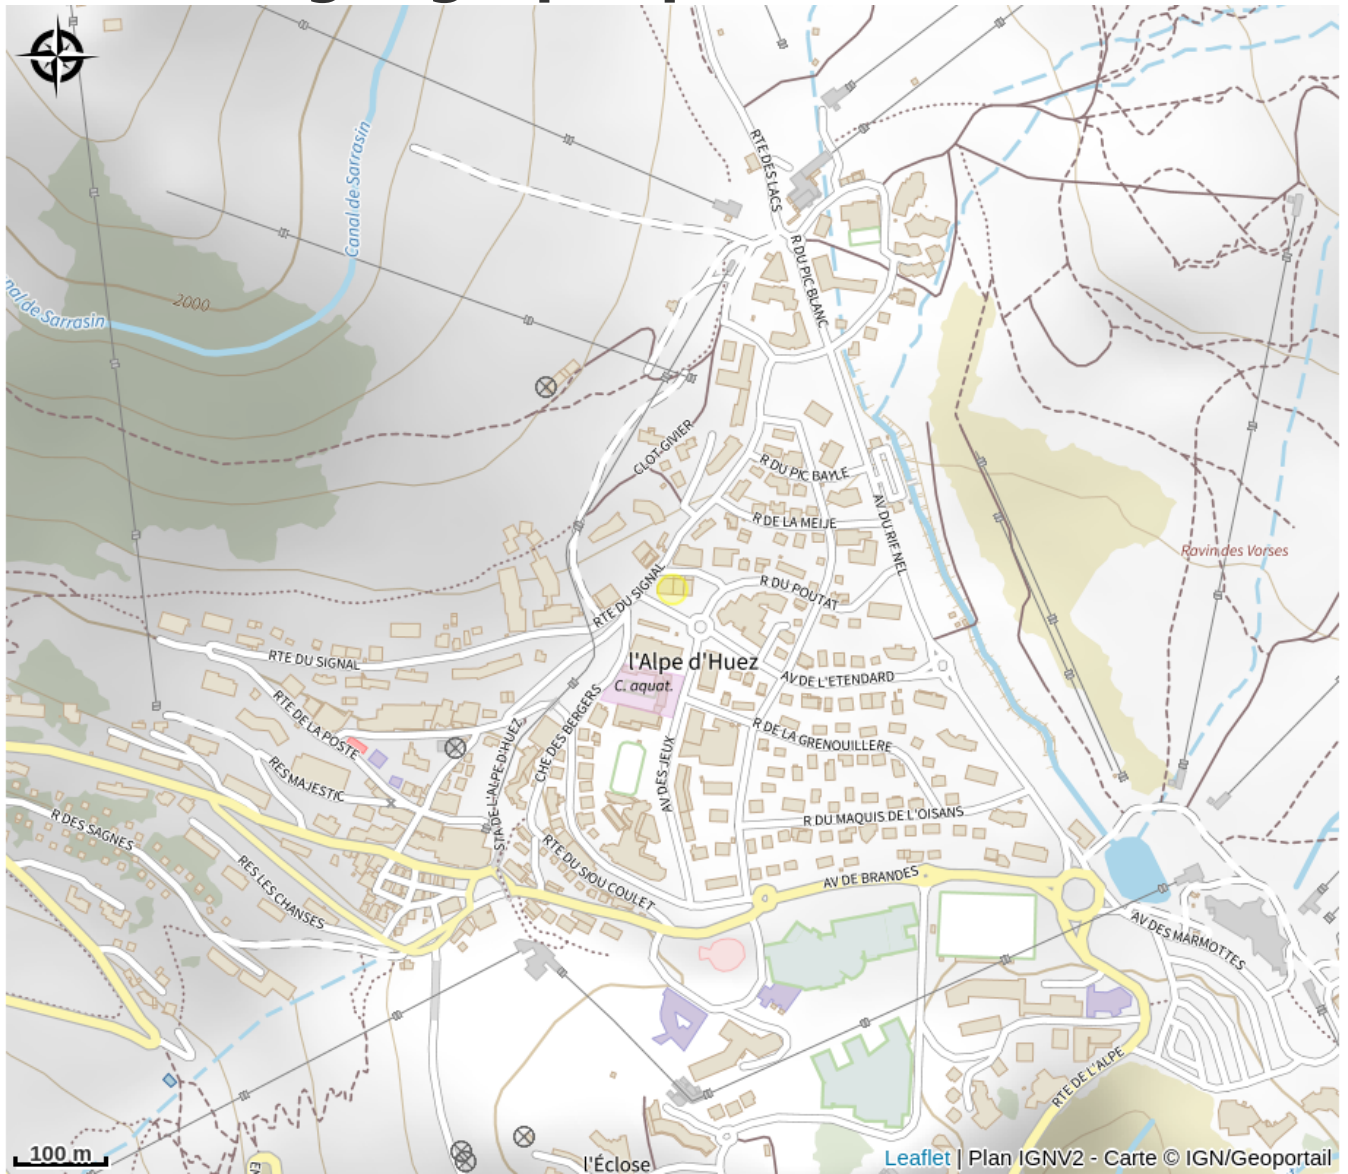 RTE DES LACS
Canal de Sarrasin
Canal de Sarrasin
2000
R DU PIC BLANC
CLOT GIVIER
R DU PIC BAYLE
R DE LA MEIJE
AV DU RIF NEL
Ravin des Vorses
RTE DU SIGNAL
R DU POUTAT
RTE DU SIGNAL
l'Alpe d'Huez
C. aquat.
AV DE L'ETENDARD
RTE DE LA POSTE
CHE DES BERGERS
R DE LA GRENOUILLERE
RES MAJESTIC
STA DE L'ALPE D'HUEZ
AV DES JEUX
R DU MAQUIS DE L'OISANS
R DES SAGNES
RES LES CHANSES
RTE DU SIOU COULET
AV DE BRANDES
AV DES MARMOTTES
RTE DE L'ALPE
100 m
l'Éclose
Leaflet | Plan IGNV2 - Carte © IGN/Geoportail